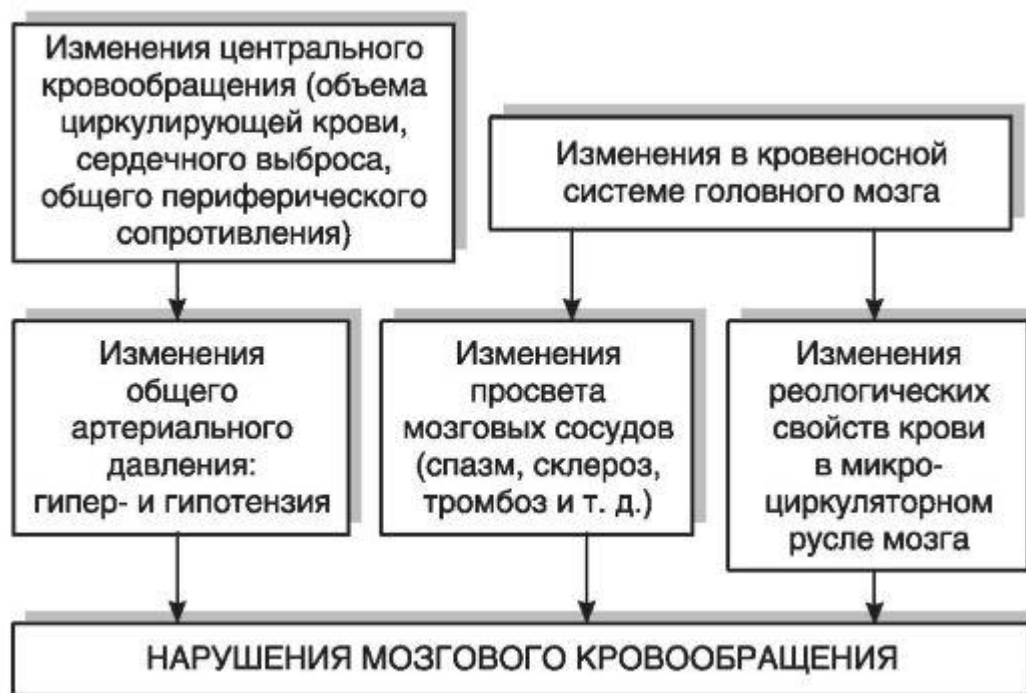 Изменения центрального
кровообращения (объема
циркулирующей крови,
сердечного выброса,
общего периферического
сопротивления)
Изменения в кровеносной
системе головного мозга
Изменения
общего
артериального
давления:
гипер- и гипотензия
Изменения
просвета
мозговых сосудов
(спазм, склероз,
тромбоз и т. д.)
Изменения
реологических
свойств крови
в микро-
циркуляторном
русле мозга
НАРУШЕНИЯ МОЗГОВОГО КРОВООБРАЩЕНИЯ